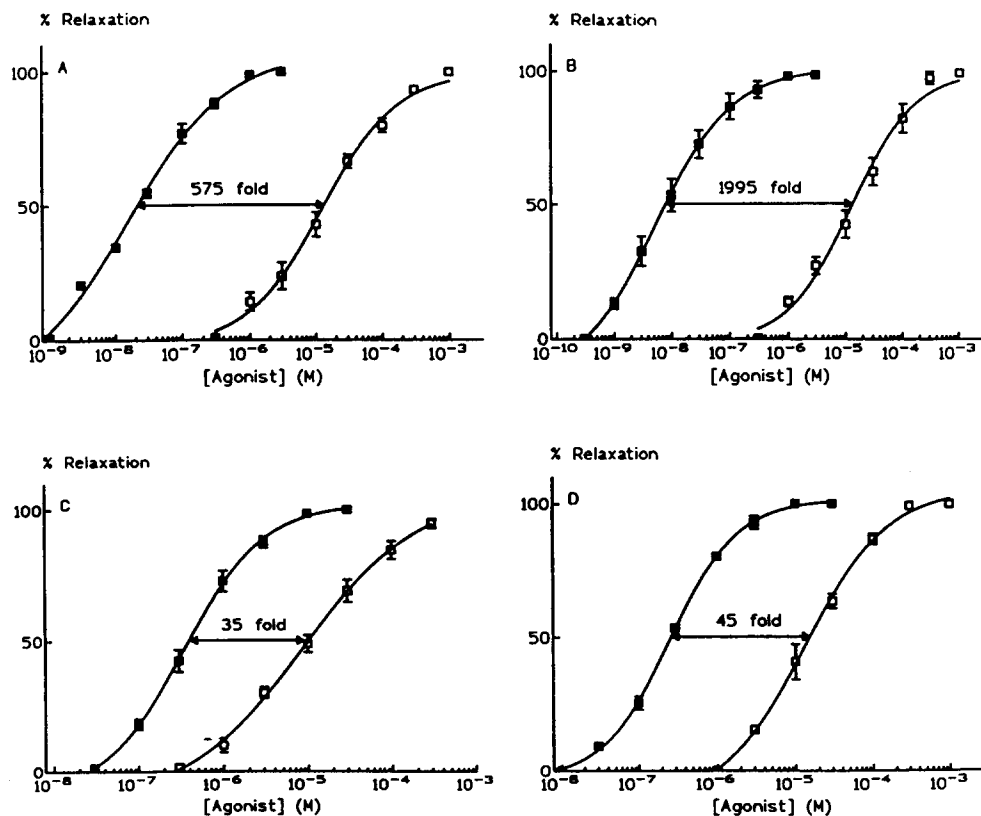 % Relaxation
A
100
50
0
575 fold
10⁻⁹ 10⁻⁸ 10⁻⁷ 10⁻⁶ 10⁻⁵ 10⁻⁴ 10⁻³
[Agonist] (M)
% Relaxation
B
100
50
0
1995 fold
10⁻¹⁰ 10⁻⁹ 10⁻⁸ 10⁻⁷ 10⁻⁶ 10⁻⁵ 10⁻⁴ 10⁻³
[Agonist] (M)
% Relaxation
C
100
50
0
35 fold
10⁻⁸ 10⁻⁷ 10⁻⁶ 10⁻⁵ 10⁻⁴ 10⁻³
[Agonist] (M)
% Relaxation
D
100
50
0
45 fold
10⁻⁸ 10⁻⁷ 10⁻⁶ 10⁻⁵ 10⁻⁴ 10⁻³
[Agonist] (M)